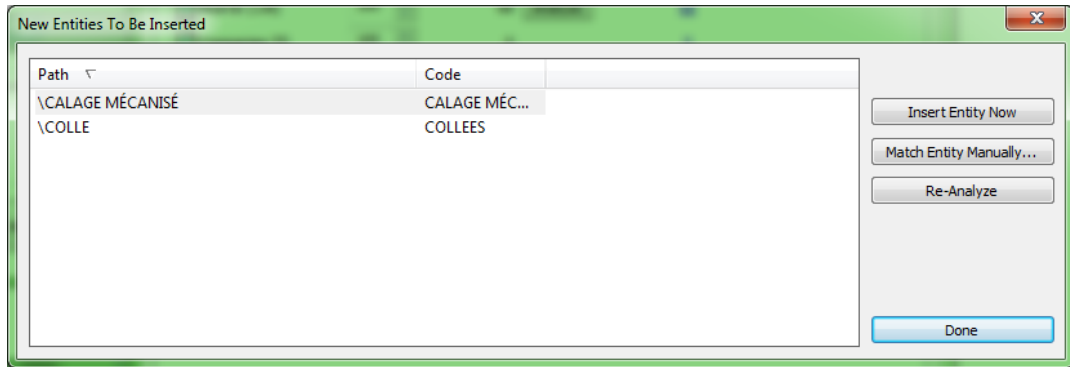 New Entities To Be Inserted
Path Code
\CALAGE MÉCANISÉ CALAGE MÉC...
\COLLE COLLEES
Insert Entity Now
Match Entity Manually...
Re-Analyze
Done